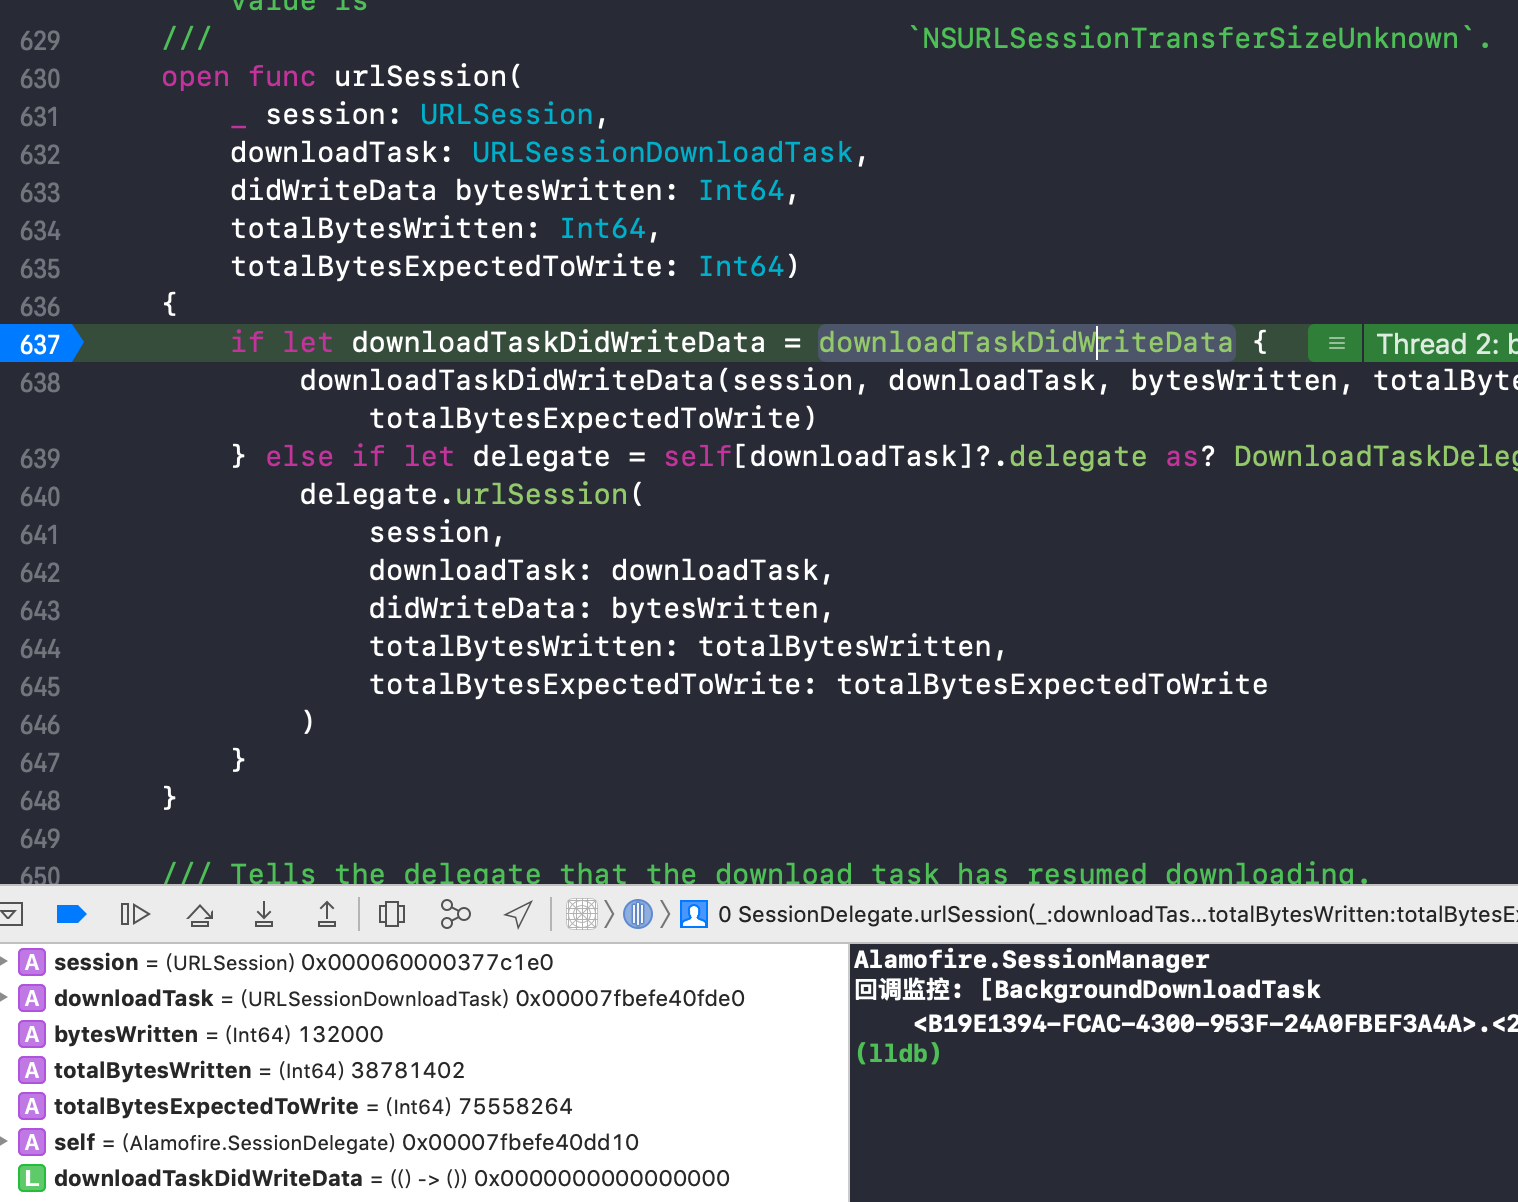 value is
629 /// `NSURLSessionTransferSizeUnknown`.
630 open func urlSession(
631 _ session: URLSession,
632 downloadTask: URLSessionDownloadTask,
633 didWriteData bytesWritten: Int64,
634 totalBytesWritten: Int64,
635 totalBytesExpectedToWrite: Int64)
636 {
637 if let downloadTaskDidWriteData = downloadTaskDidWriteData { Thread 2: b
638 downloadTaskDidWriteData(session, downloadTask, bytesWritten, totalByte
totalBytesExpectedToWrite)
639 } else if let delegate = self[downloadTask]?.delegate as? DownloadTaskDeleg
640 delegate.urlSession(
641 session,
642 downloadTask: downloadTask,
643 didWriteData: bytesWritten,
644 totalBytesWritten: totalBytesWritten,
645 totalBytesExpectedToWrite: totalBytesExpectedToWrite
646 )
647 }
648 }
649
650 /// Tells the delegate that the download task has resumed downloading.
0 SessionDelegate.urlSession(_:downloadTas...totalBytesWritten:totalBytesEx
A session = (URLSession) 0x000060000377c1e0
A downloadTask = (URLSessionDownloadTask) 0x00007fbefe40fde0
A bytesWritten = (Int64) 132000
A totalBytesWritten = (Int64) 38781402
A totalBytesExpectedToWrite = (Int64) 75558264
A self = (Alamofire.SessionDelegate) 0x00007fbefe40dd10
L downloadTaskDidWriteData = (() -> ()) 0x0000000000000000
Alamofire.SessionManager
回调监控: [BackgroundDownloadTask
<B19E1394-FCAC-4300-953F-24A0FBEF3A4A>.<2
(lldb)